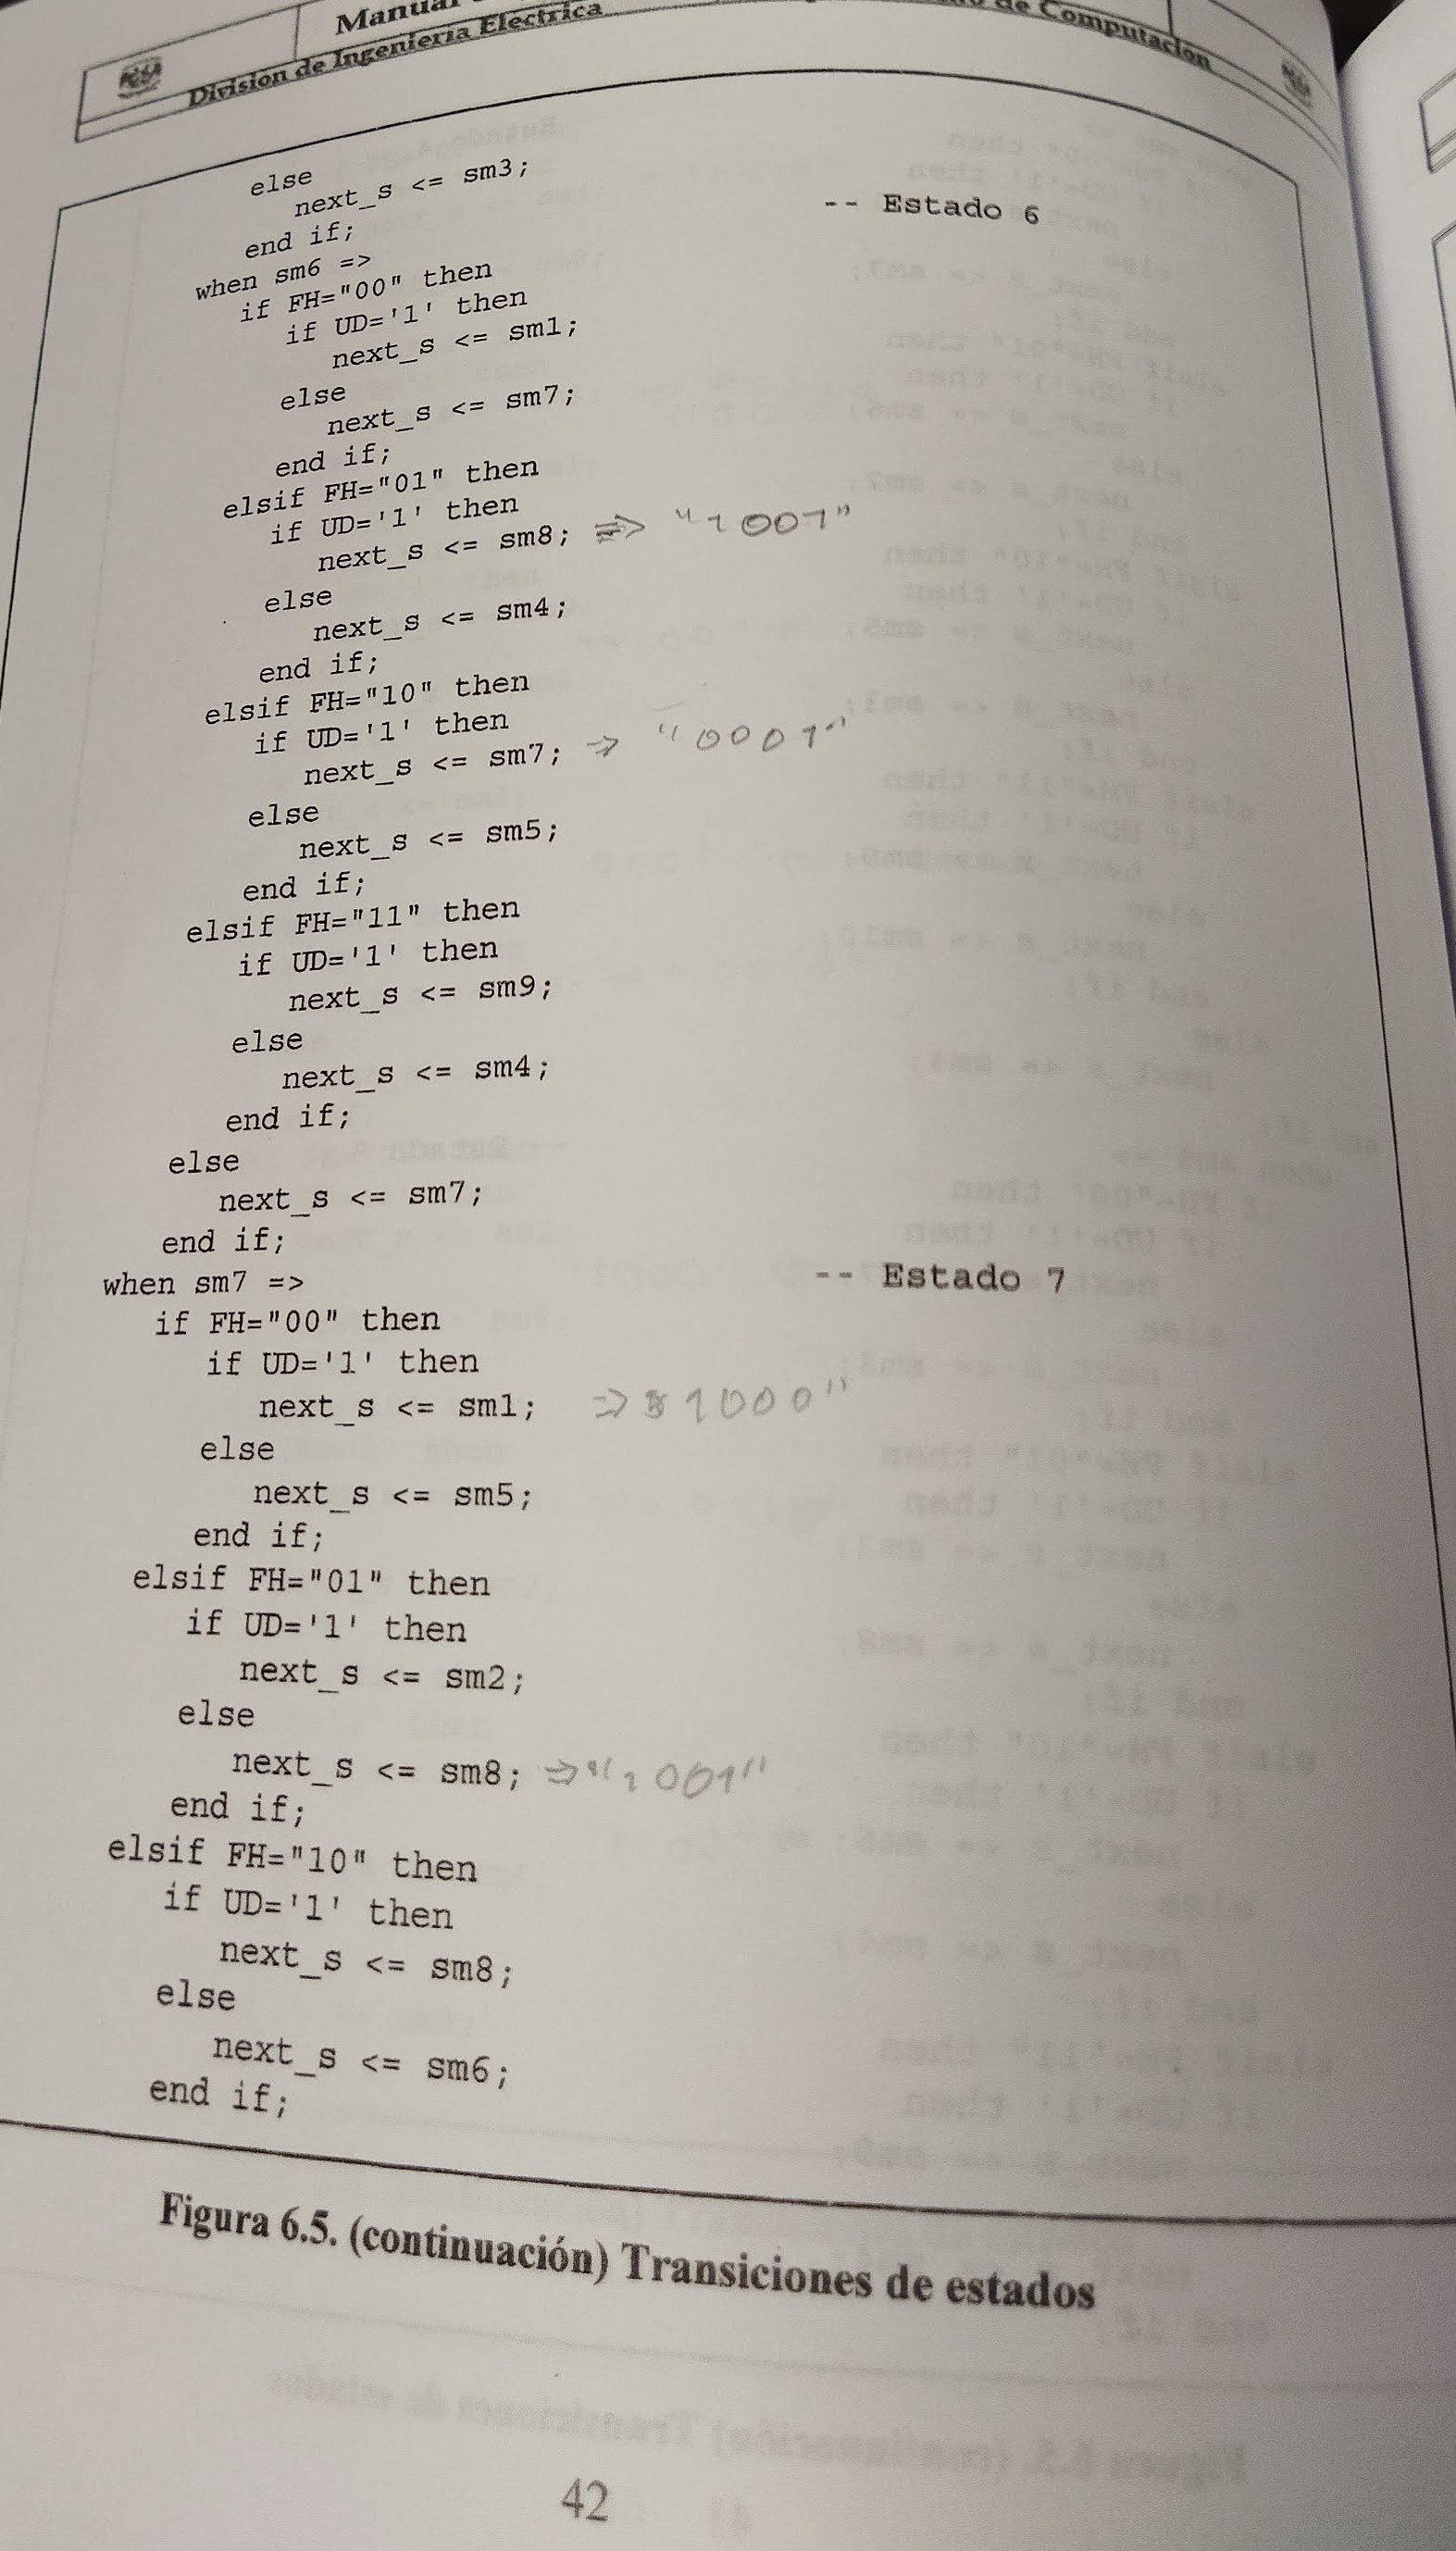 Manual
de Computación
División de Ingeniería Eléctrica
else
next_s <= sm3;
end if;
when sm6 => -- Estado 6
if FH="00" then
if UD='1' then
next_s <= sm1;
else
next_s <= sm7;
end if;
elsif FH="01" then
if UD='1' then
next_s <= sm8; => "1001"
else
next_s <= sm4;
end if;
elsif FH="10" then
if UD='1' then
next_s <= sm7; => "0001"
else
next_s <= sm5;
end if;
elsif FH="11" then
if UD='1' then
next_s <= sm9;
else
next_s <= sm4;
end if;
else
next_s <= sm7;
end if;
when sm7 => -- Estado 7
if FH="00" then
if UD='1' then
next_s <= sm1; => 1000"
else
next_s <= sm5;
end if;
elsif FH="01" then
if UD='1' then
next_s <= sm2;
else
next_s <= sm8; => "1001"
end if;
elsif FH="10" then
if UD='1' then
next_s <= sm8;
else
next_s <= sm6;
end if;
Figura 6.5. (continuación) Transiciones de estados
42